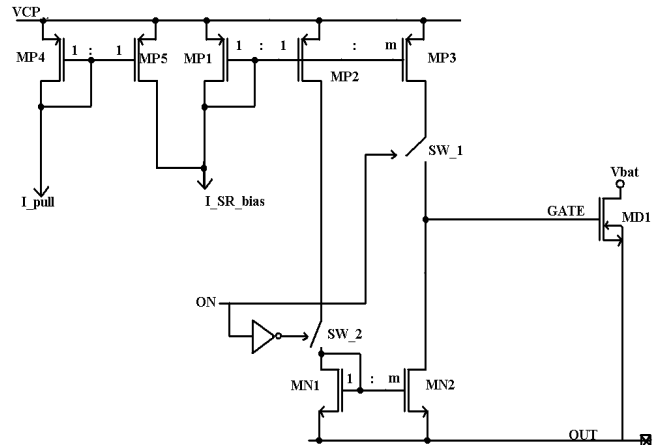 VCP
MP4
1 : 1
MP5
MP1
1 : 1 : m
MP2
MP3
SW_1
I_pull
I_SR_bias
Vbat
GATE
MD1
ON
SW_2
MN1
1 : m
MN2
OUT